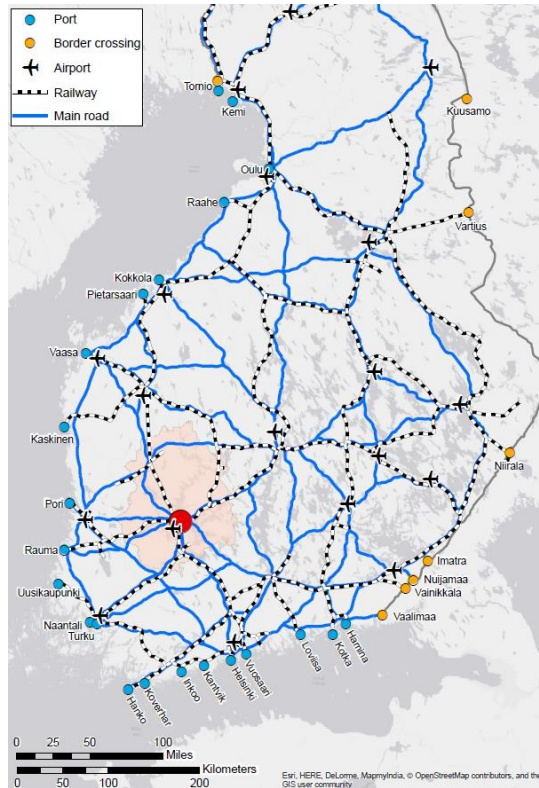 Port
Border crossing
Airport
Railway
Main road
Tornio
Kemi
Kuusamo
Oulu
Raahe
Vartius
Kokkola
Pietarsaari
Vaasa
Kaskinen
Niirala
Pori
Rauma
Imatra
Nuijamaa
Uusikaupunki
Vainikkala
Naantali
Turku
Vaalimaa
Hamina
Kotka
Loviisa
Vuosaari
Helsinki
Kantvik
Inkoo
Koverhar
Hanko
0 25 50 100
Miles
Kilometers
0 50 100 200
Esri, HERE, DeLorme, MapmyIndia, © OpenStreetMap contributors, and the
GIS user community